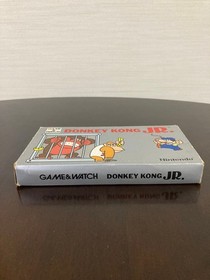 DONKEY KONG JR.
Nintendo
GAME&WATCH DONKEY KONG JR.